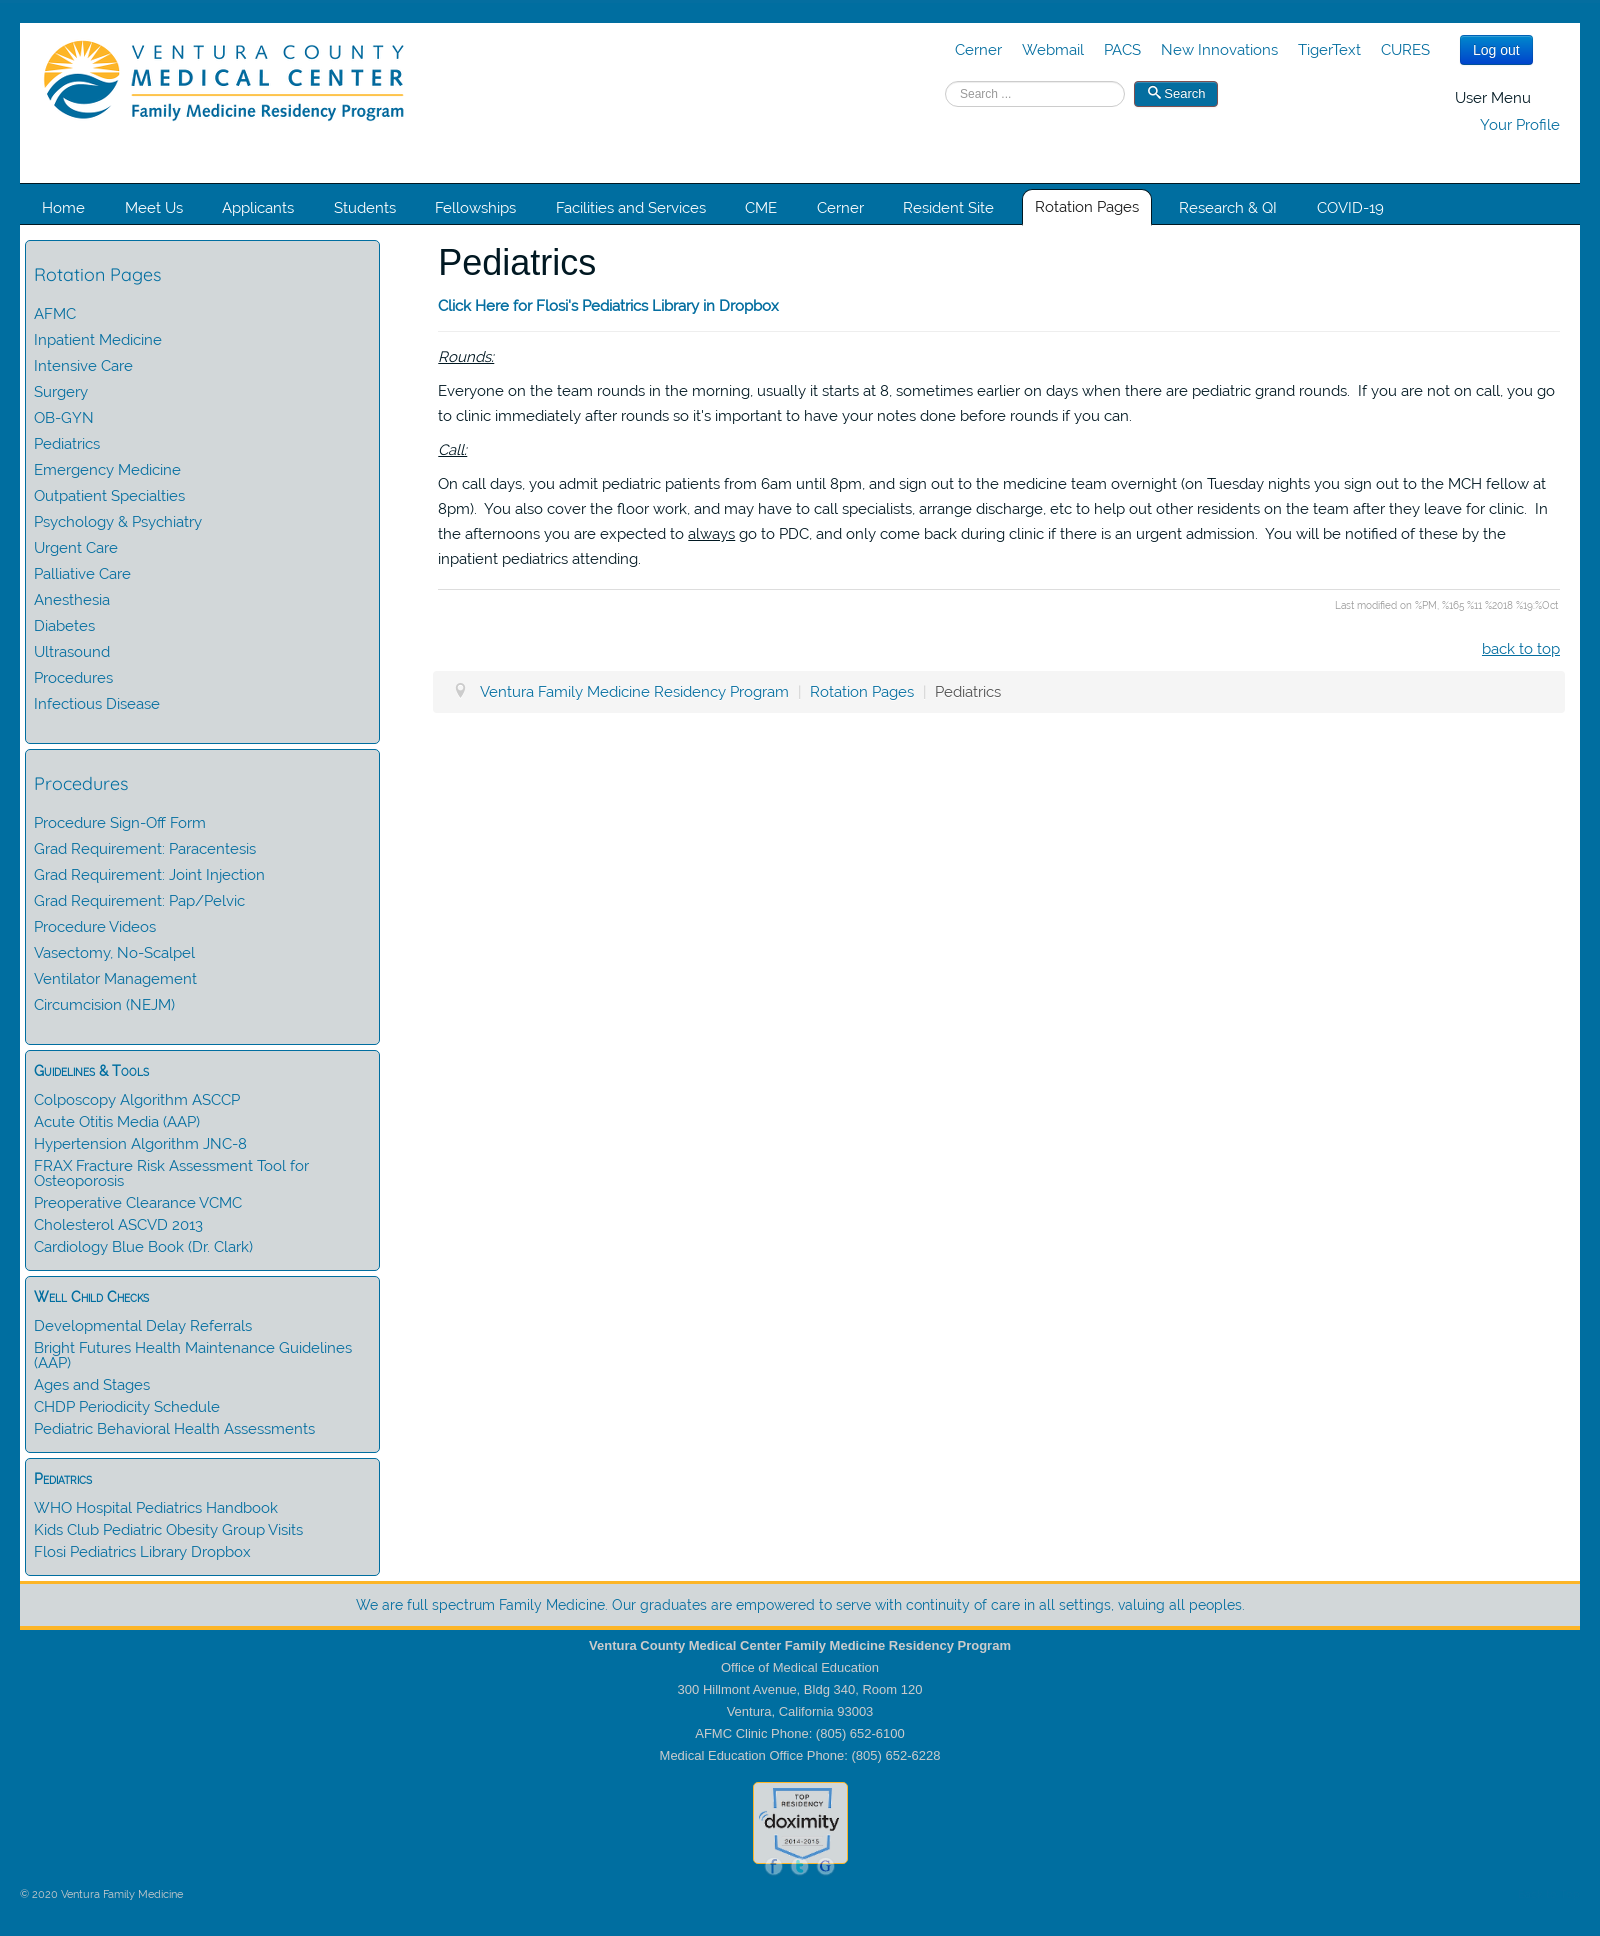 VENTURA COUNTY
MEDICAL CENTER
Family Medicine Residency Program
Cerner Webmail PACS New Innovations TigerText CURES Log out
Search ... Search
User Menu
Your Profile
Home Meet Us Applicants Students Fellowships Facilities and Services CME Cerner Resident Site Rotation Pages Research & QI COVID-19
Rotation Pages
AFMC
Inpatient Medicine
Intensive Care
Surgery
OB-GYN
Pediatrics
Emergency Medicine
Outpatient Specialties
Psychology & Psychiatry
Urgent Care
Palliative Care
Anesthesia
Diabetes
Ultrasound
Procedures
Infectious Disease
Procedures
Procedure Sign-Off Form
Grad Requirement: Paracentesis
Grad Requirement: Joint Injection
Grad Requirement: Pap/Pelvic
Procedure Videos
Vasectomy, No-Scalpel
Ventilator Management
Circumcision (NEJM)
Guidelines & Tools
Colposcopy Algorithm ASCCP
Acute Otitis Media (AAP)
Hypertension Algorithm JNC-8
FRAX Fracture Risk Assessment Tool for
Osteoporosis
Preoperative Clearance VCMC
Cholesterol ASCVD 2013
Cardiology Blue Book (Dr. Clark)
Well Child Checks
Developmental Delay Referrals
Bright Futures Health Maintenance Guidelines
(AAP)
Ages and Stages
CHDP Periodicity Schedule
Pediatric Behavioral Health Assessments
Pediatrics
WHO Hospital Pediatrics Handbook
Kids Club Pediatric Obesity Group Visits
Flosi Pediatrics Library Dropbox
Pediatrics
Click Here for Flosi's Pediatrics Library in Dropbox
Rounds:
Everyone on the team rounds in the morning, usually it starts at 8, sometimes earlier on days when there are pediatric grand rounds.  If you are not on call, you go
to clinic immediately after rounds so it's important to have your notes done before rounds if you can.
Call:
On call days, you admit pediatric patients from 6am until 8pm, and sign out to the medicine team overnight (on Tuesday nights you sign out to the MCH fellow at
8pm).  You also cover the floor work, and may have to call specialists, arrange discharge, etc to help out other residents on the team after they leave for clinic.  In
the afternoons you are expected to always go to PDC, and only come back during clinic if there is an urgent admission.  You will be notified of these by the
inpatient pediatrics attending.
Last modified on %PM, %165 %11 %2018 %19:%Oct
back to top
Ventura Family Medicine Residency Program | Rotation Pages | Pediatrics
We are full spectrum Family Medicine. Our graduates are empowered to serve with continuity of care in all settings, valuing all peoples.
Ventura County Medical Center Family Medicine Residency Program
Office of Medical Education
300 Hillmont Avenue, Bldg 340, Room 120
Ventura, California 93003
AFMC Clinic Phone: (805) 652-6100
Medical Education Office Phone: (805) 652-6228
TOP
RESIDENCY
doximity
2014-2015
f t G
© 2020 Ventura Family Medicine